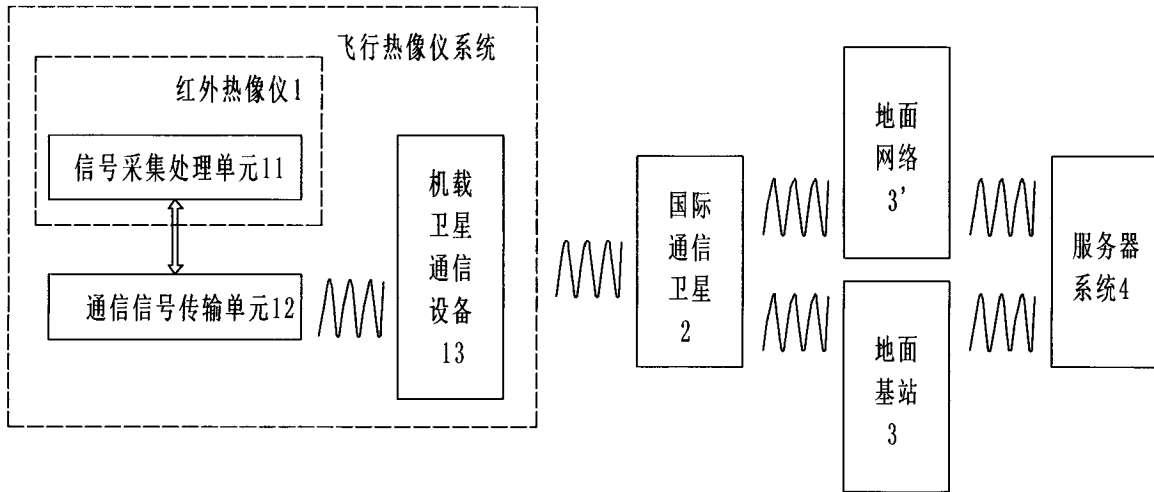 飞行热像仪系统
红外热像仪1
信号采集处理单元11
通信信号传输单元12
机载
卫星
通信
设备
13
国际
通信
卫星
2
地面
网络
3'
地面
基站
3
服务器
系统4